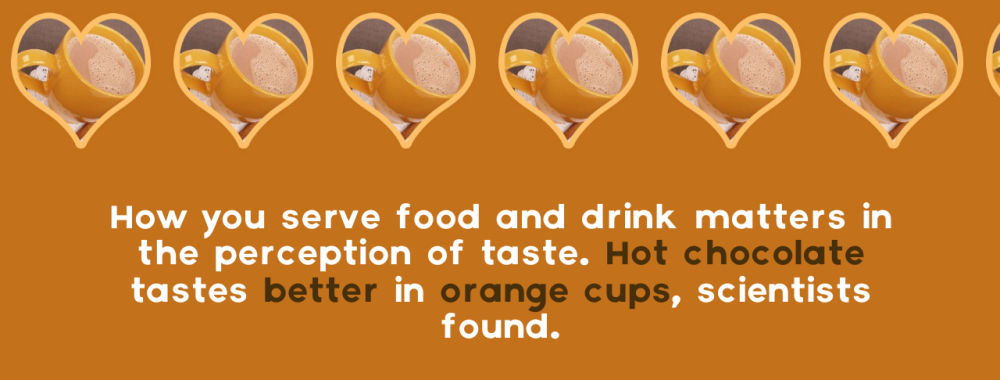 How you serve food and drink matters in
the perception of taste. Hot chocolate
tastes better in orange cups, scientists
found.